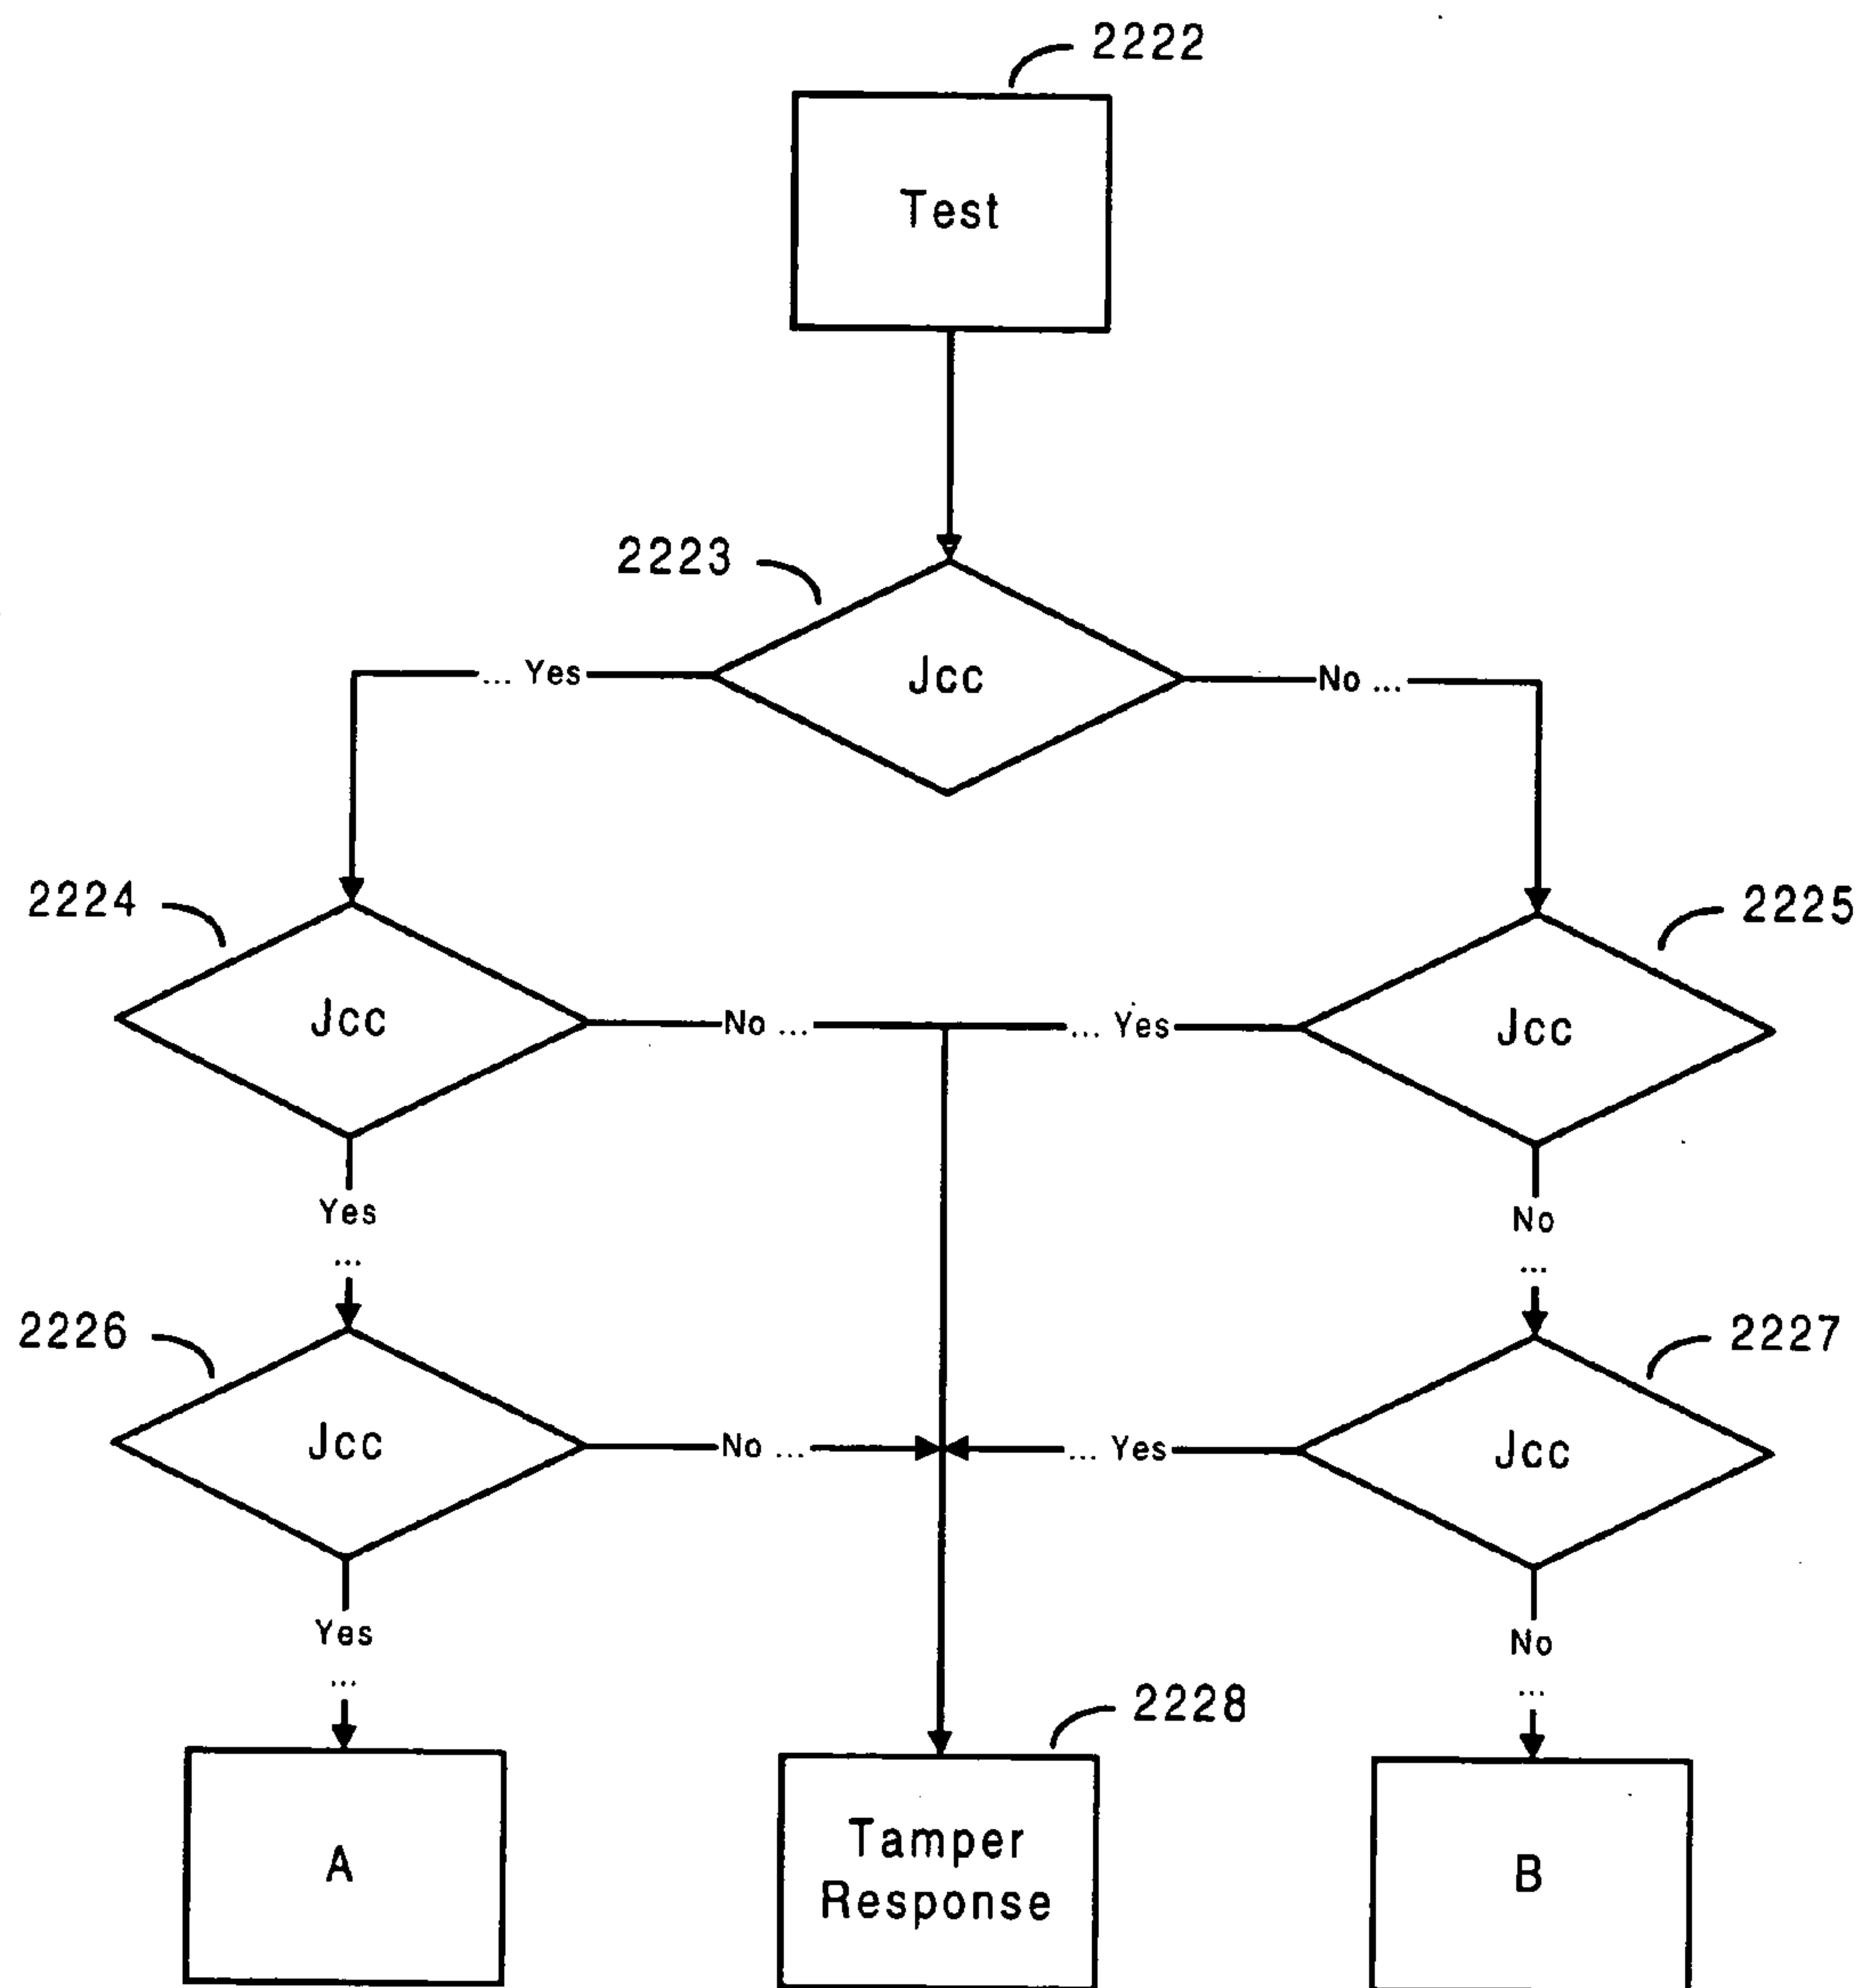 2222
Test
2223
Jcc
... Yes
No ...
2224
2225
Jcc
No ...
... Yes
Jcc
Yes
...
No
...
2226
2227
Jcc
No ...
... Yes
Jcc
Yes
...
No
...
2228
A
Tamper
Response
B